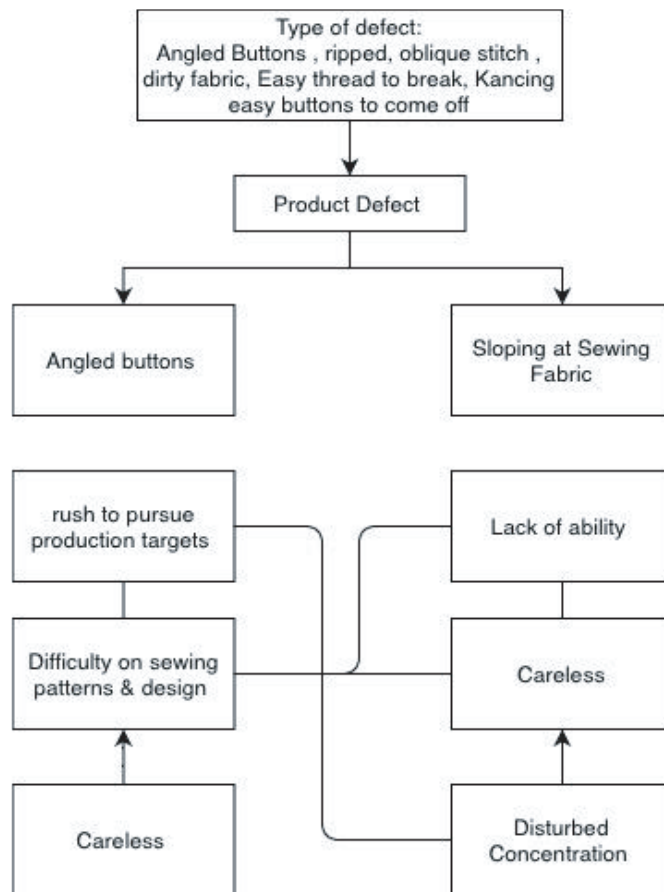 Type of defect:
Angled Buttons , ripped, oblique stitch ,
dirty fabric, Easy thread to break, Kancing
easy buttons to come off
Product Defect
Angled buttons
Sloping at Sewing
Fabric
rush to pursue
production targets
Lack of ability
Difficulty on sewing
patterns & design
Careless
Careless
Disturbed
Concentration